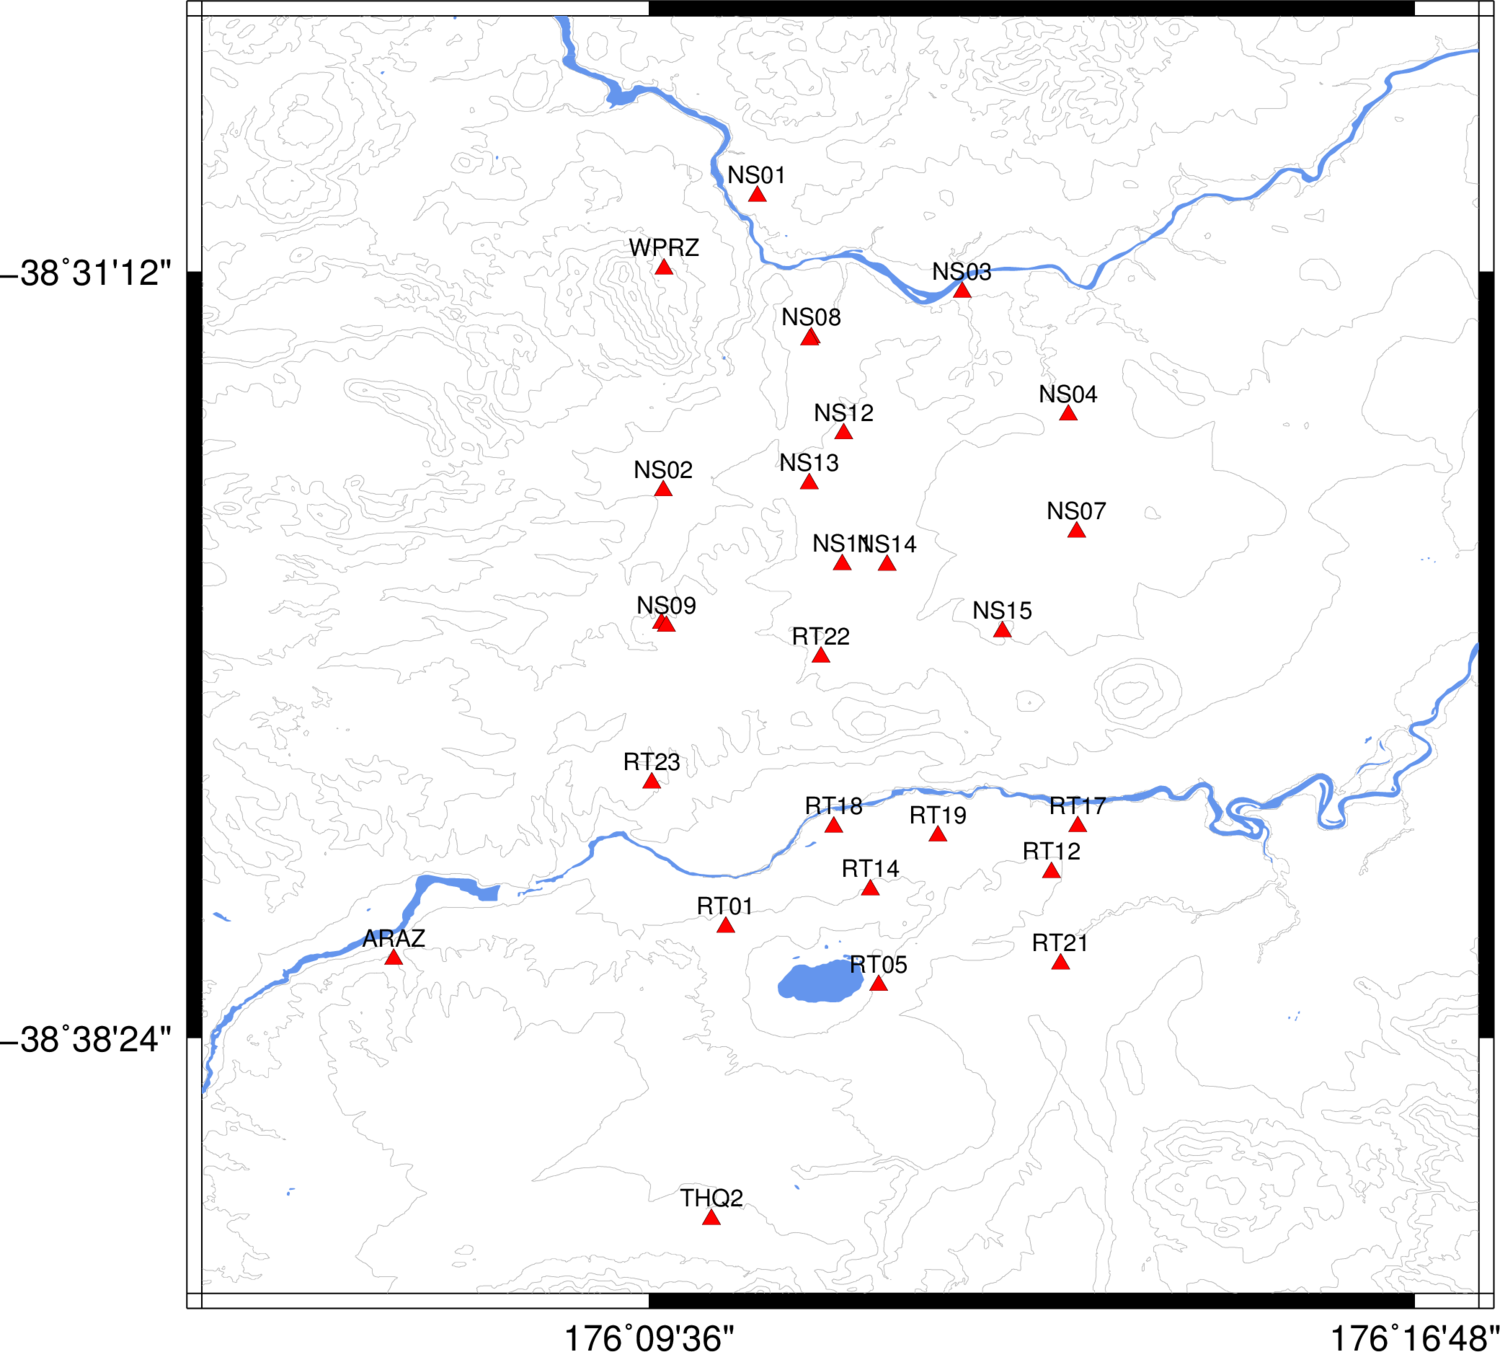 NS01
WPRZ
−38˚31'12"
NS03
NS08
NS04
NS12
NS13
NS02
NS07
NS11
NS14
NS09
NS15
RT22
RT23
RT18
RT19
RT17
RT12
RT14
RT01
ARAZ
RT21
RT05
−38˚38'24"
THQ2
176˚09'36"
176˚16'48"